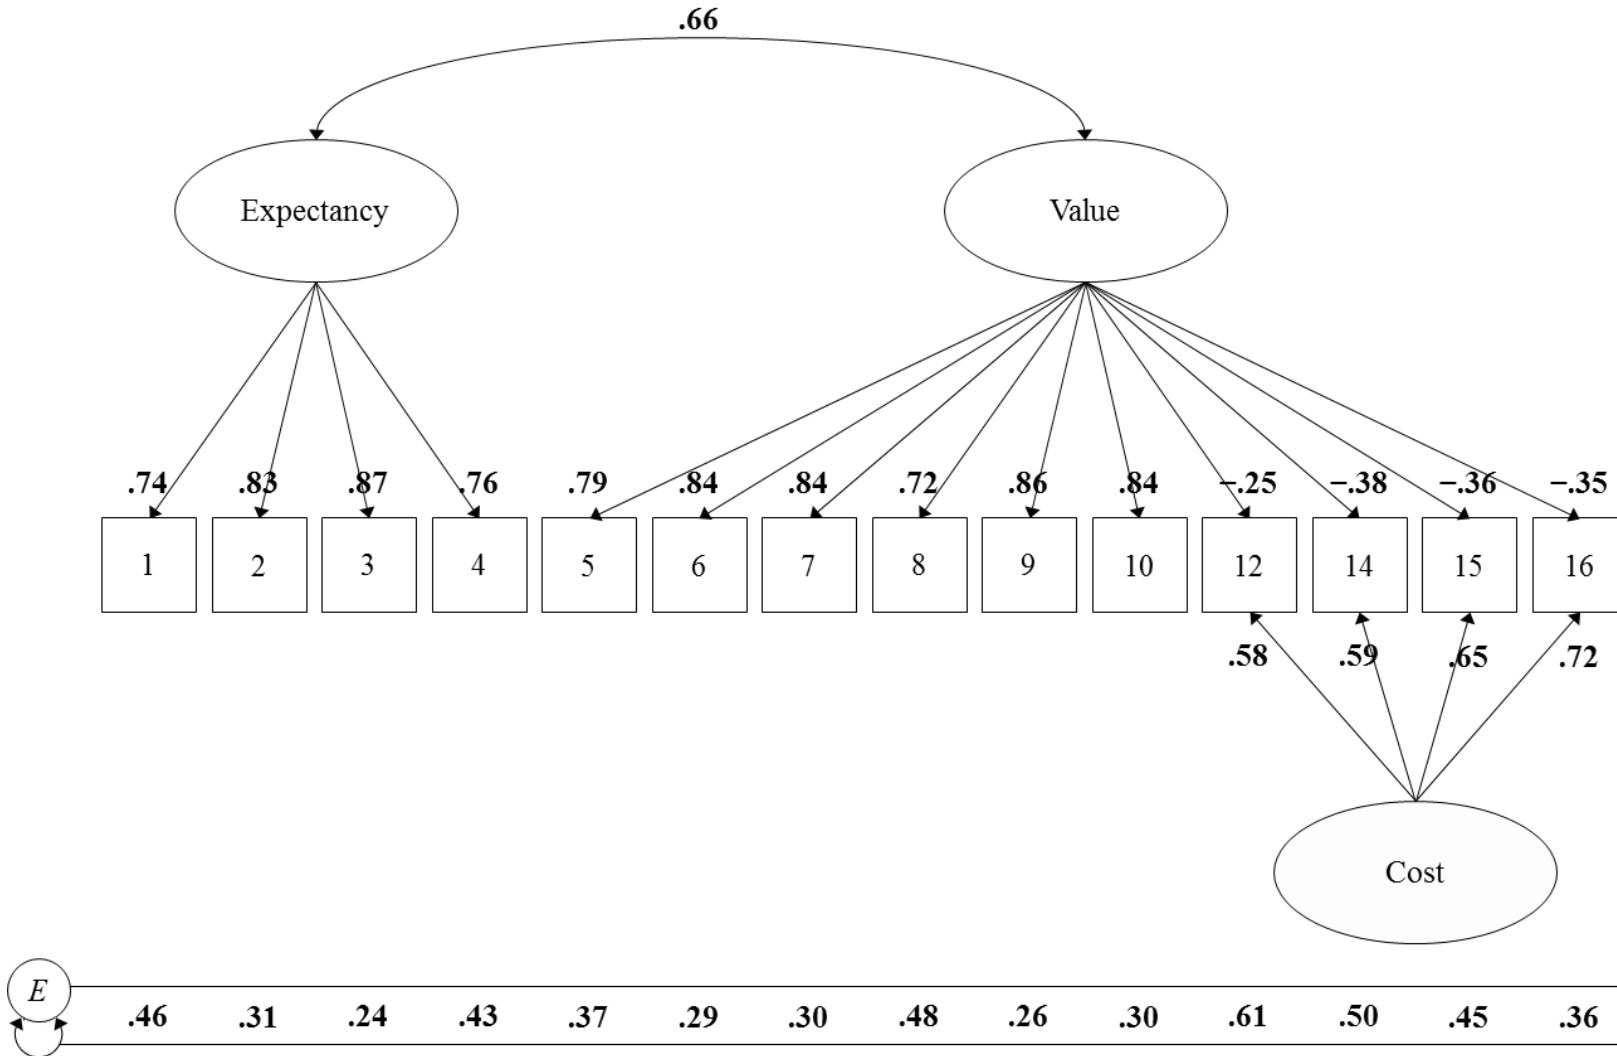 .66
Expectancy Value
.74 .83 .87 .76 .79 .84 .84 .72 .86 .84 –.25 –.38 –.36 –.35
1 2 3 4 5 6 7 8 9 10 12 14 15 16
.58 .59 .65 .72
Cost
E
.46 .31 .24 .43 .37 .29 .30 .48 .26 .30 .61 .50 .45 .36